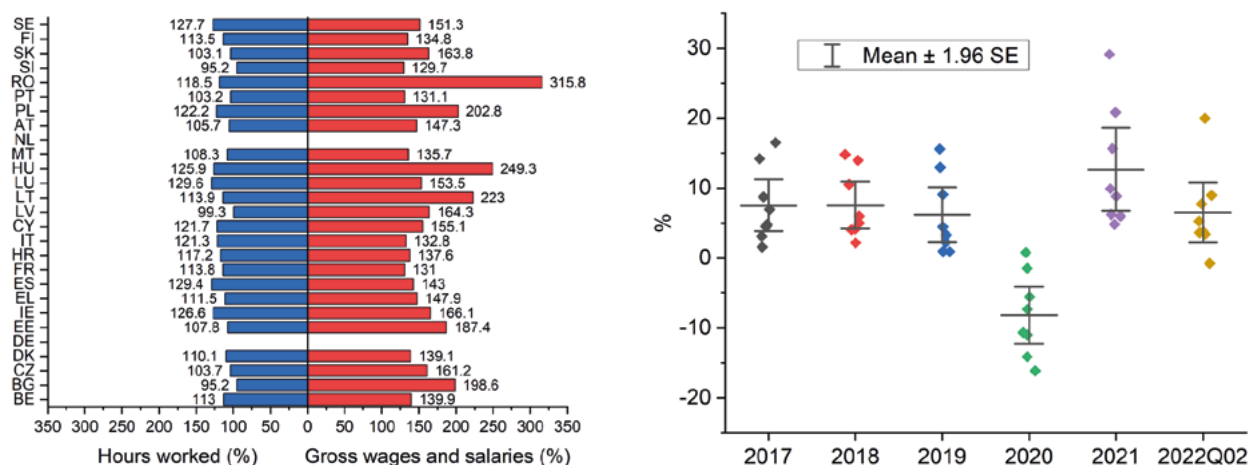 SE 127.7 151.3
FI 113.5 134.8
SK 103.1 163.8
SI 95.2 129.7
RO 118.5 315.8
PT 103.2 131.1
PL 122.2 202.8
AT 105.7 147.3
NL
MT 108.3 135.7
HU 125.9 249.3
LU 129.6 153.5
LT 113.9 223
LV 99.3 164.3
CY 121.7 155.1
IT 121.3 132.8
HR 117.2 137.6
FR 113.8 131
ES 129.4 143
EL 111.5 147.9
IE 126.6 166.1
EE 107.8 187.4
DE
DK 110.1 139.1
CZ 103.7 161.2
BG 95.2 198.6
BE 113 139.9
350 300 250 200 150 100 50 0 50 100 150 200 250 300 350
Hours worked (%) Gross wages and salaries (%)
Mean ± 1.96 SE
%
30
20
10
0
-10
-20
2017 2018 2019 2020 2021 2022Q02